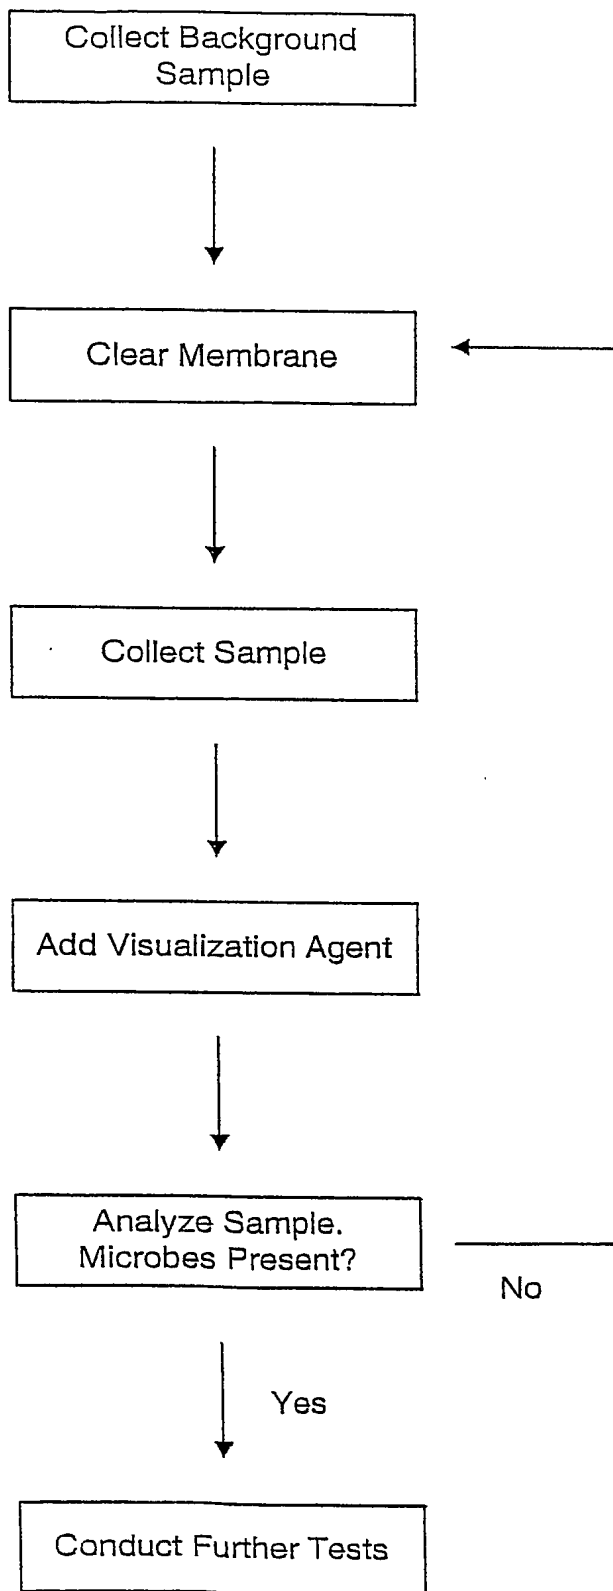 Collect Background
Sample
Clear Membrane
Collect Sample
Add Visualization Agent
Analyze Sample.
Microbes Present?
No
Yes
Conduct Further Tests